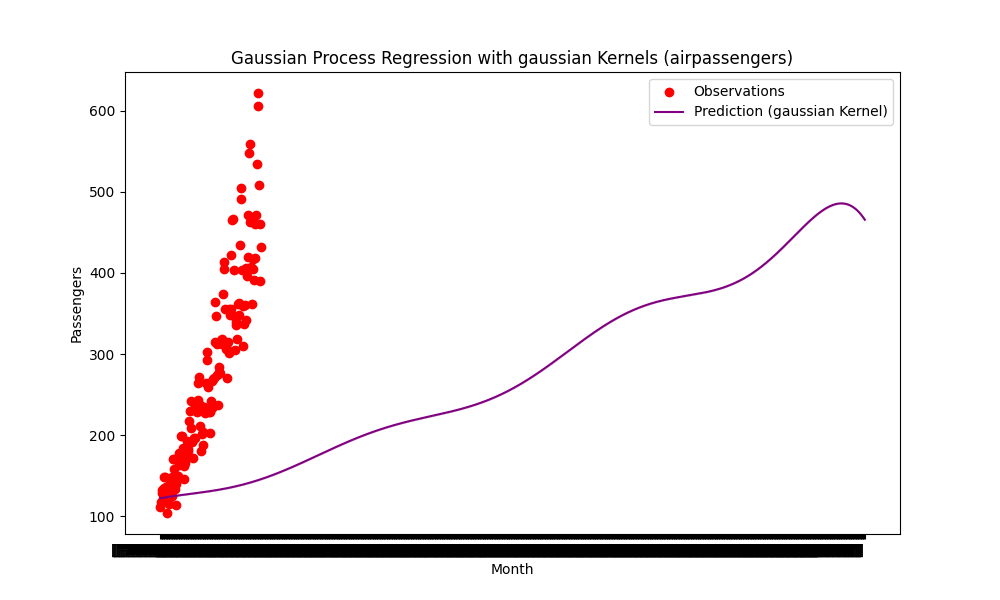 Gaussian Process Regression with gaussian Kernels (airpassengers)
Observations
Prediction (gaussian Kernel)
600
500
400
300
200
100
Passengers
Month